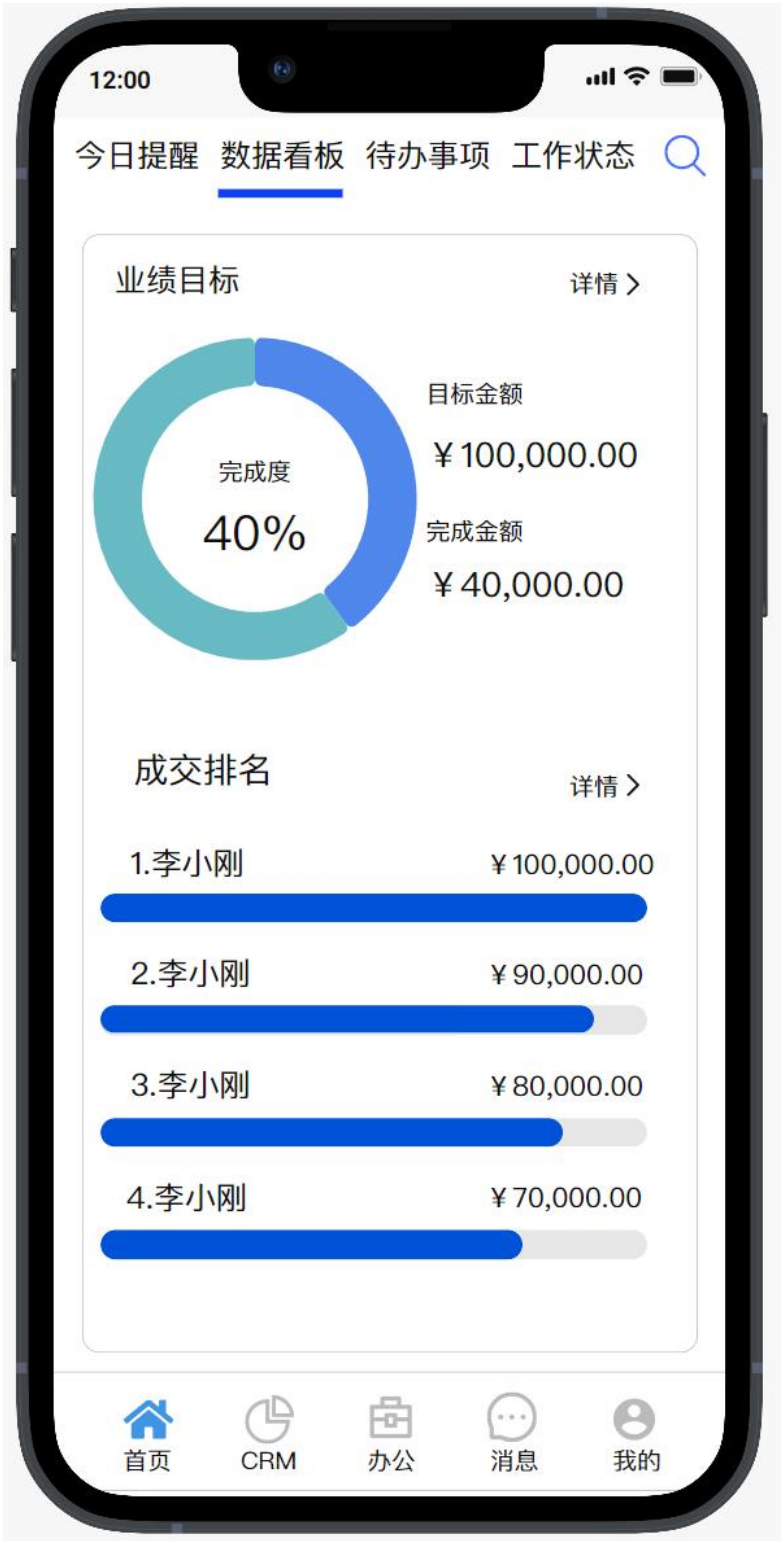 12:00
今日提醒 数据看板 待办事项 工作状态
业绩目标 详情
目标金额
¥100,000.00
完成度
40%
完成金额
¥40,000.00
成交排名 详情
1.李小刚 ¥100,000.00
2.李小刚 ¥90,000.00
3.李小刚 ¥80,000.00
4.李小刚 ¥70,000.00
首页 CRM 办公 消息 我的